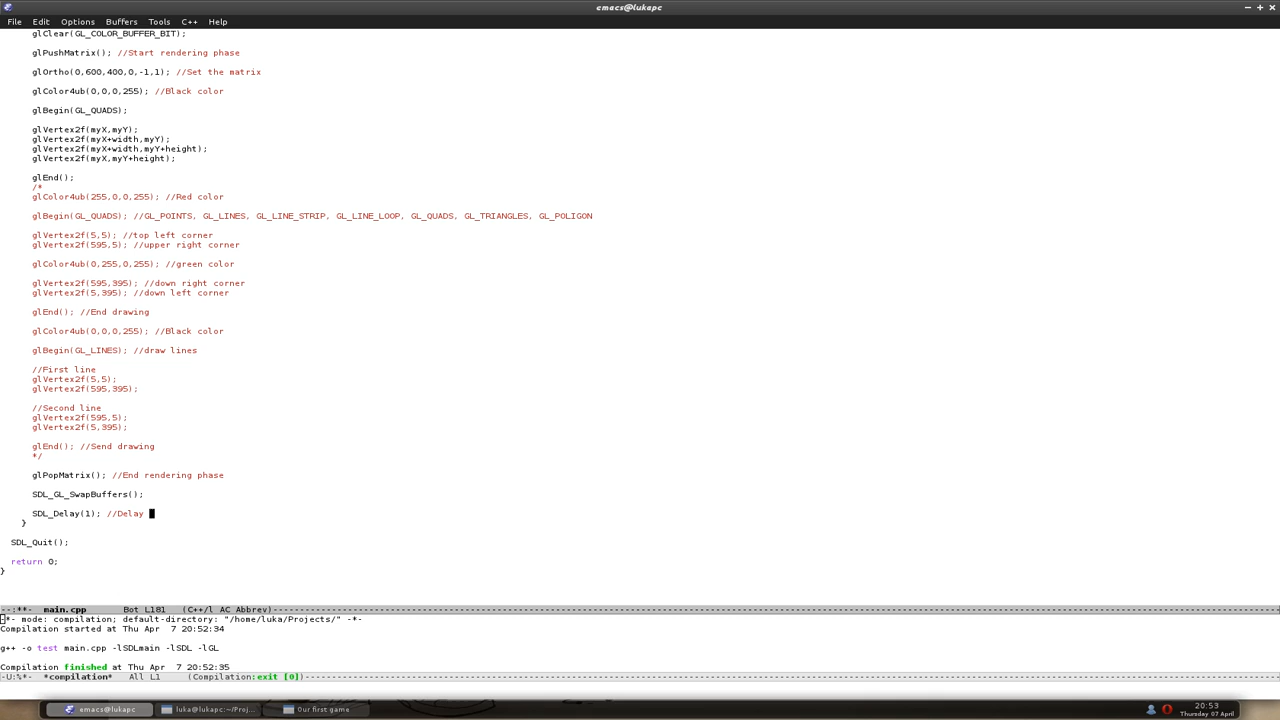 emacs@lukapc
File Edit Options Buffers Tools C++ Help
glClear(GL_COLOR_BUFFER_BIT);
glPushMatrix(); //Start rendering phase
glOrtho(0,600,400,0,-1,1); //Set the matrix
glColor4ub(0,0,0,255); //Black color
glBegin(GL_QUADS);
glVertex2f(myX,myY);
glVertex2f(myX+width,myY);
glVertex2f(myX+width,myY+height);
glVertex2f(myX,myY+height);
glEnd();
/*
glColor4ub(255,0,0,255); //Red color
glBegin(GL_QUADS); //GL_POINTS, GL_LINES, GL_LINE_STRIP, GL_LINE_LOOP, GL_QUADS, GL_TRIANGLES, GL_POLIGON
glVertex2f(5,5); //top left corner
glVertex2f(595,5); //upper right corner
glColor4ub(0,255,0,255); //green color
glVertex2f(595,395); //down right corner
glVertex2f(5,395); //down left corner
glEnd(); //End drawing
glColor4ub(0,0,0,255); //Black color
glBegin(GL_LINES); //draw lines
//First line
glVertex2f(5,5);
glVertex2f(595,395);
//Second line
glVertex2f(595,5);
glVertex2f(5,395);
glEnd(); //Send drawing
*/
glPopMatrix(); //End rendering phase
SDL_GL_SwapBuffers();
SDL_Delay(1); //Delay
}
SDL_Quit();
return 0;
}
--:**- main.cpp Bot L181 (C++/l AC Abbrev)
-*- mode: compilation; default-directory: "/home/luka/Projects/" -*-
Compilation started at Thu Apr 7 20:52:34
g++ -o test main.cpp -lSDLmain -lSDL -lGL
Compilation finished at Thu Apr 7 20:52:35
-U:%*- *compilation* All L1 (Compilation:exit [0])
emacs@lukapc luka@lukapc:~/Proj... Our first game 20:53
Thursday 07 April